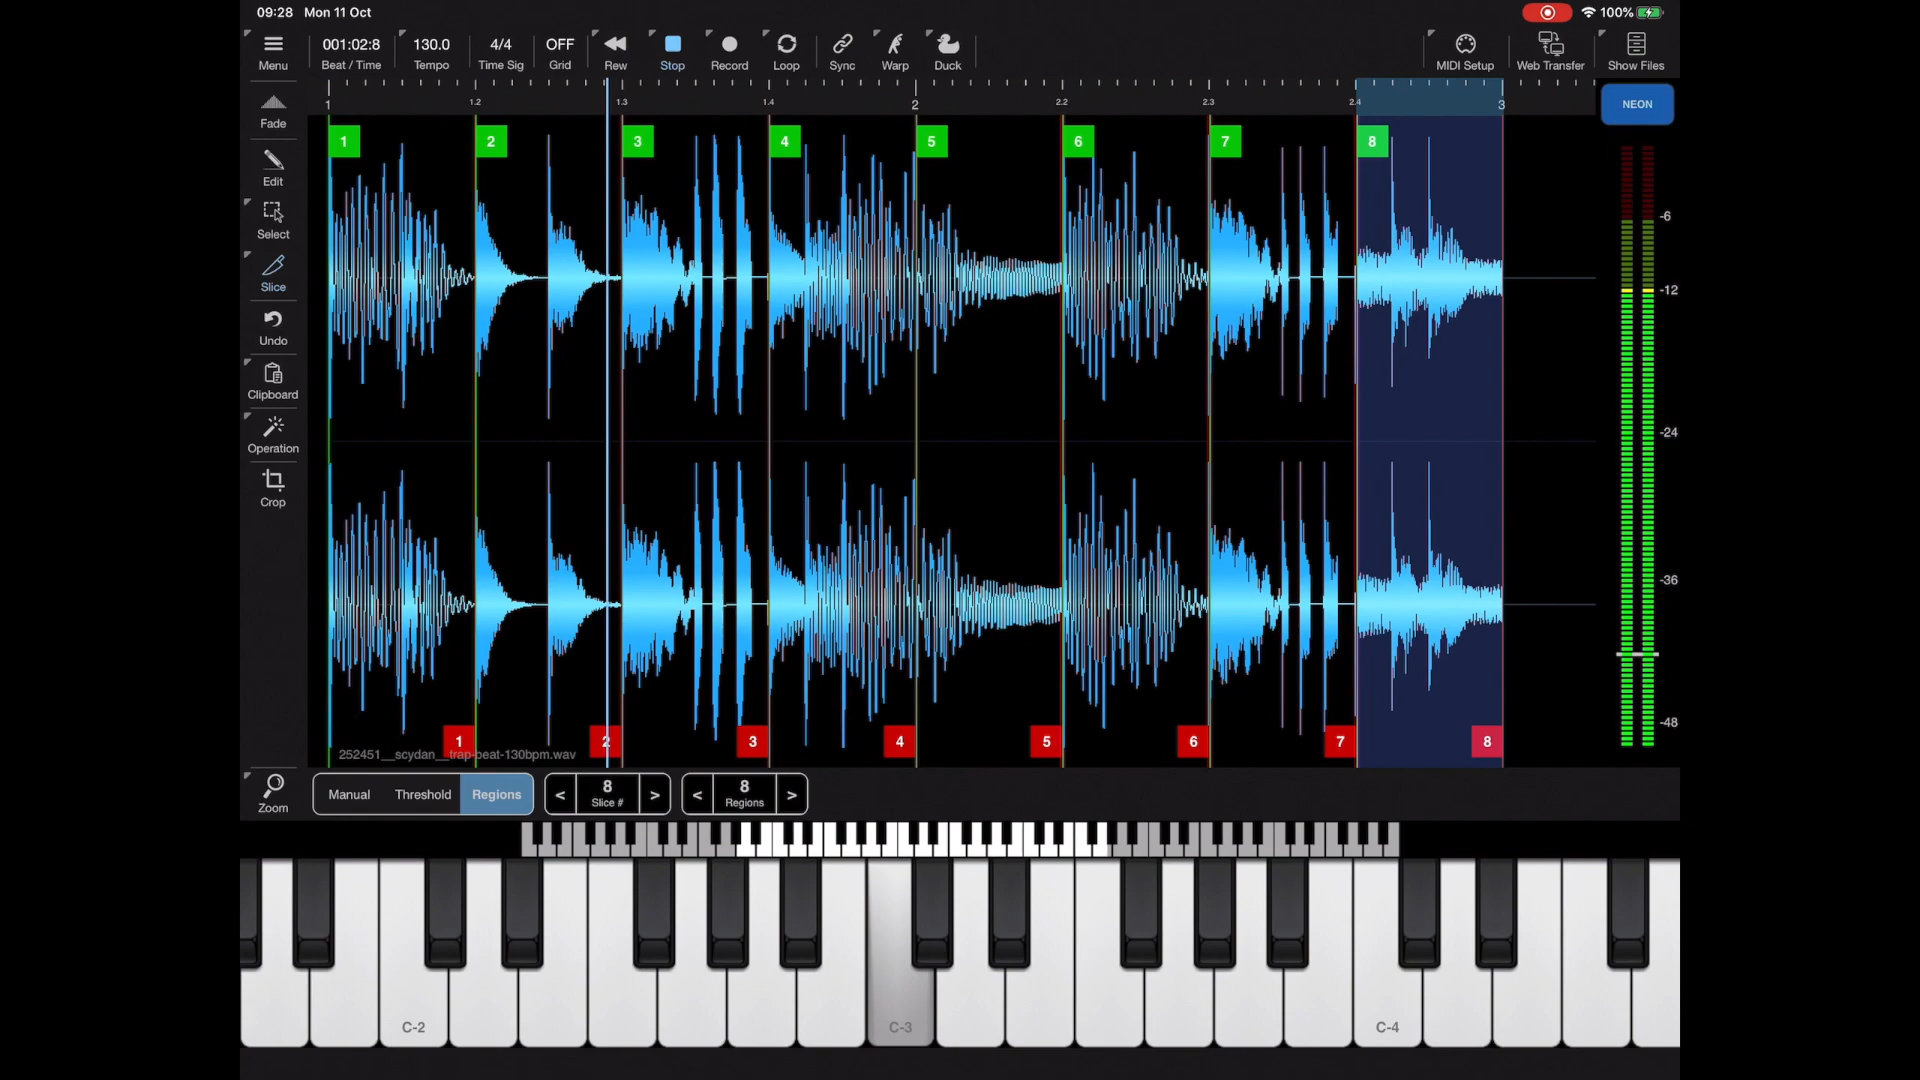 09:28 Mon 11 Oct
100%
Menu
001:02:8
Beat / Time
130.0
Tempo
4/4
Time Sig
OFF
Grid
Rew
Stop
Record
Loop
Sync
Warp
Duck
MIDI Setup
Web Transfer
Show Files
1 1.2 1.3 1.4 2 2.2 2.3 2.4 3
NEON
Fade
Edit
Select
Slice
Undo
Clipboard
Operation
Crop
1 2 3 4 5 6 7 8
-6
-12
-24
-36
-48
1 2 3 4 5 6 7 8
252451__scydan__trap-beat-130bpm.wav
Zoom
Manual Threshold Regions
< 8 >
Slice #
< 8 >
Regions
C-2 C-3 C-4